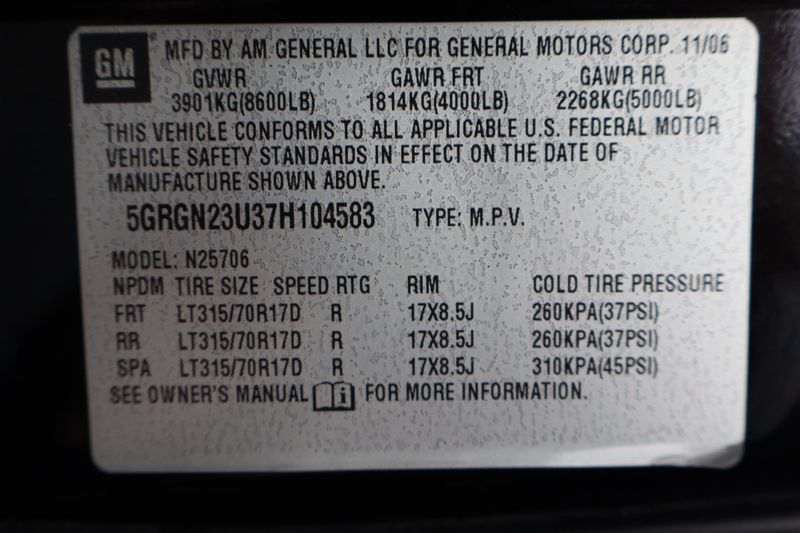 GM
MFD BY AM GENERAL LLC FOR GENERAL MOTORS CORP. 11/06
GVWR GAWR FRT GAWR RR
3901KG(8600LB) 1814KG(4000LB) 2268KG(5000LB)
THIS VEHICLE CONFORMS TO ALL APPLICABLE U.S. FEDERAL MOTOR
VEHICLE SAFETY STANDARDS IN EFFECT ON THE DATE OF
MANUFACTURE SHOWN ABOVE.
5GRGN23U37H104583 TYPE: M.P.V.
MODEL: N25706
NPDM TIRE SIZE SPEED RTG RIM COLD TIRE PRESSURE
FRT LT315/70R17D R 17X8.5J 260KPA(37PSI)
RR LT315/70R17D R 17X8.5J 260KPA(37PSI)
SPA LT315/70R17D R 17X8.5J 310KPA(45PSI)
SEE OWNER'S MANUAL i FOR MORE INFORMATION.